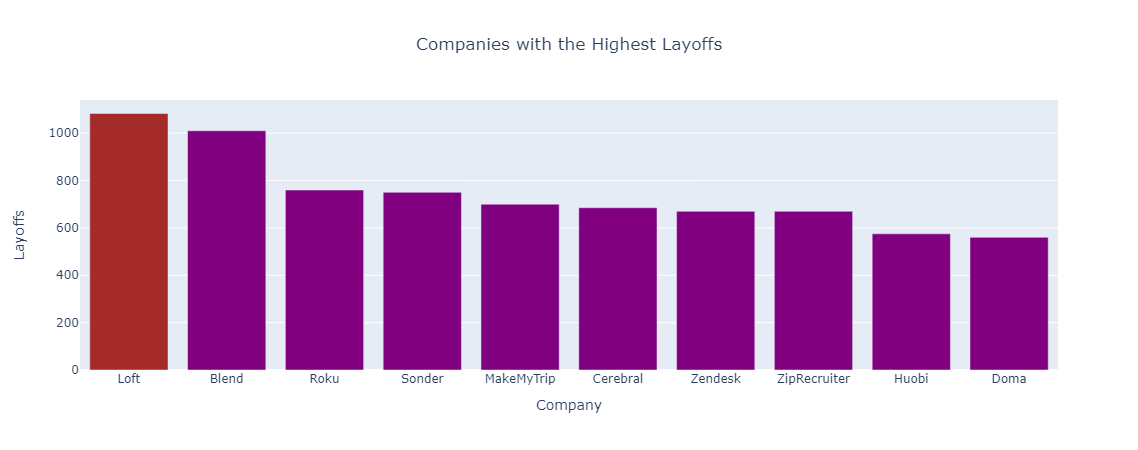 Companies with the Highest Layoffs
Layoffs
1000
800
600
400
200
0
Loft Blend Roku Sonder MakeMyTrip Cerebral Zendesk ZipRecruiter Huobi Doma
Company